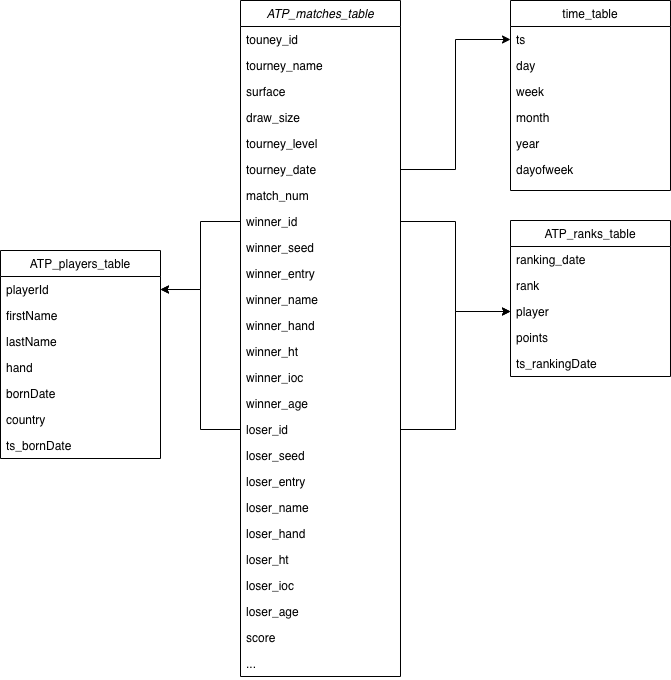 ATP_matches_table
touney_id
tourney_name
surface
draw_size
tourney_level
tourney_date
match_num
winner_id
winner_seed
winner_entry
winner_name
winner_hand
winner_ht
winner_ioc
winner_age
loser_id
loser_seed
loser_entry
loser_name
loser_hand
loser_ht
loser_ioc
loser_age
score
...
time_table
ts
day
week
month
year
dayofweek
ATP_players_table
playerId
firstName
lastName
hand
bornDate
country
ts_bornDate
ATP_ranks_table
ranking_date
rank
player
points
ts_rankingDate